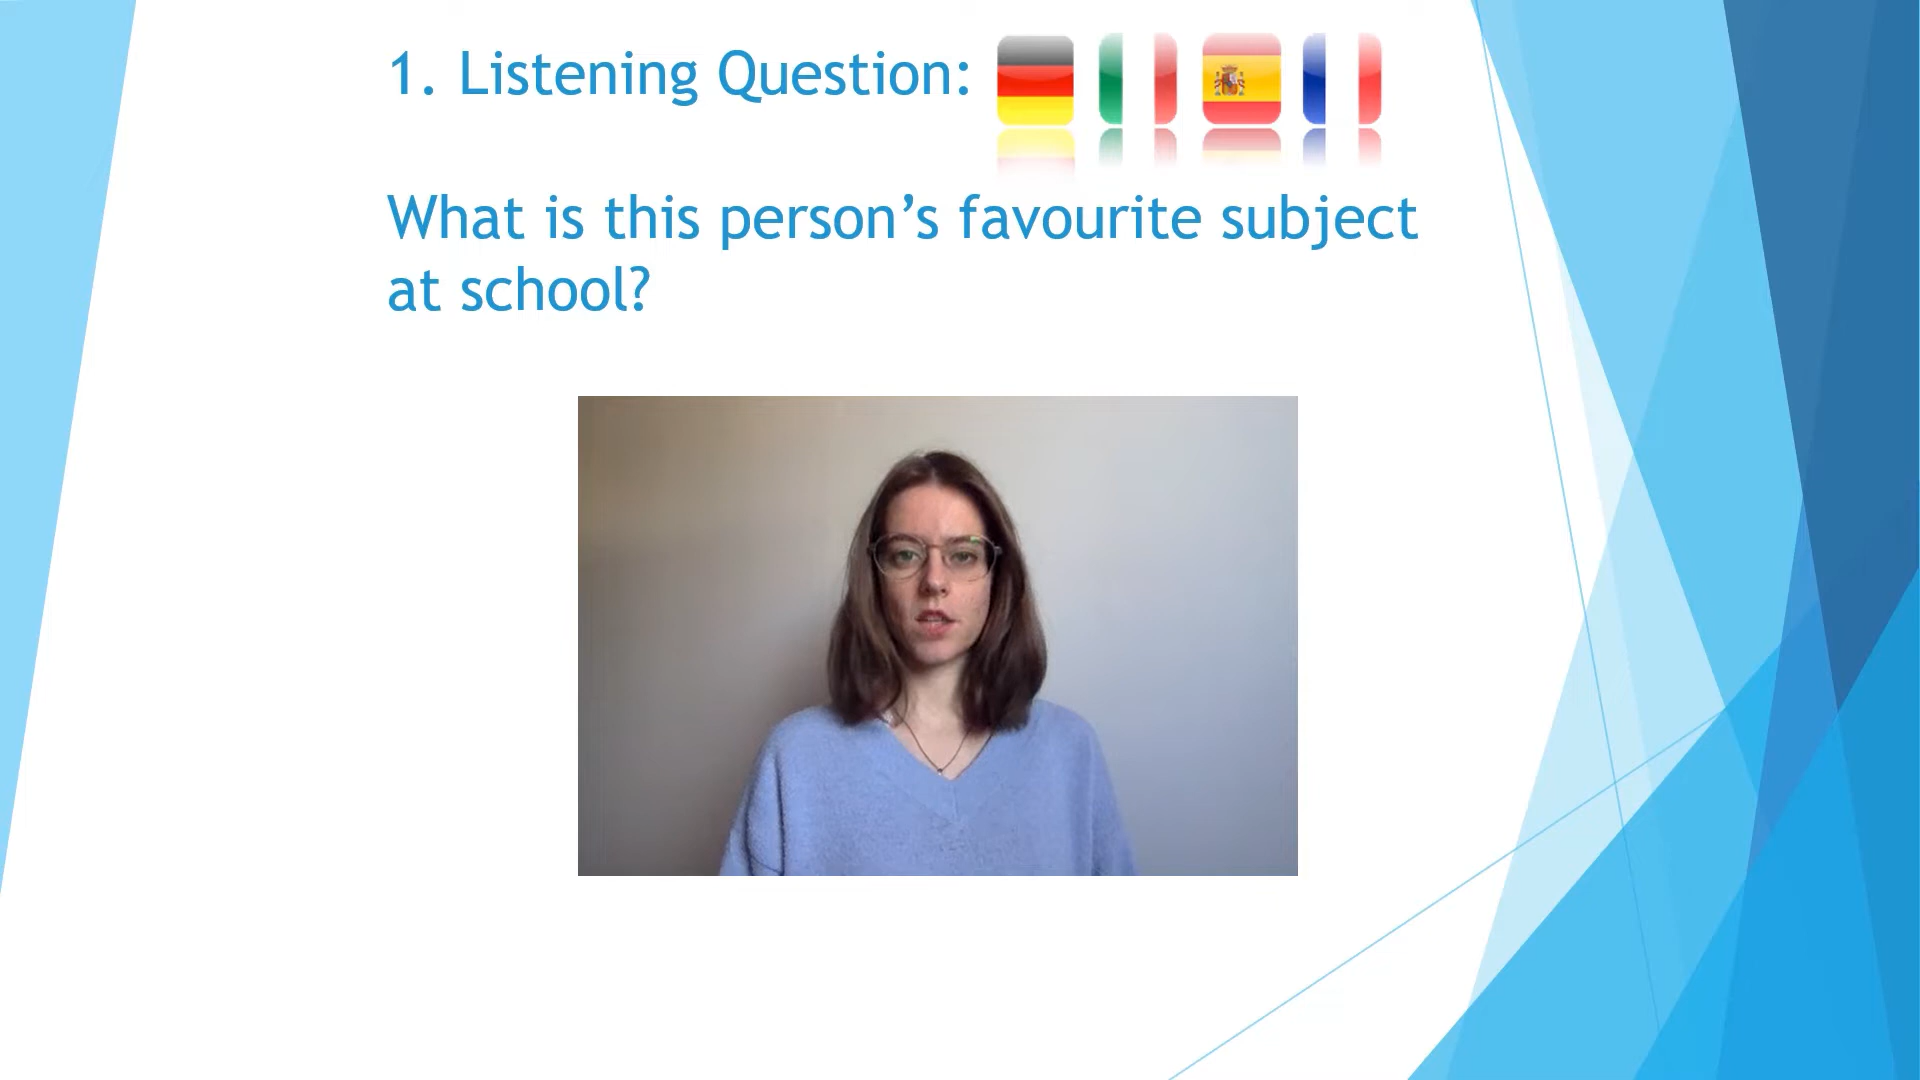 1. Listening Question:
What is this person’s favourite subject
at school?